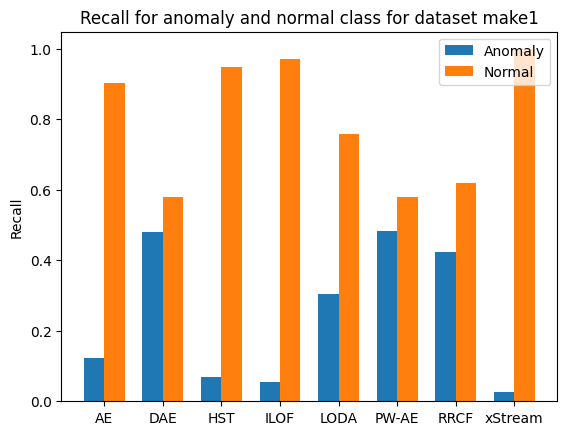 Recall for anomaly and normal class for dataset make1
1.0
0.8
0.6
0.4
0.2
0.0
Recall
Anomaly
Normal
AE DAE HST ILOF LODA PW-AE RRCF xStream